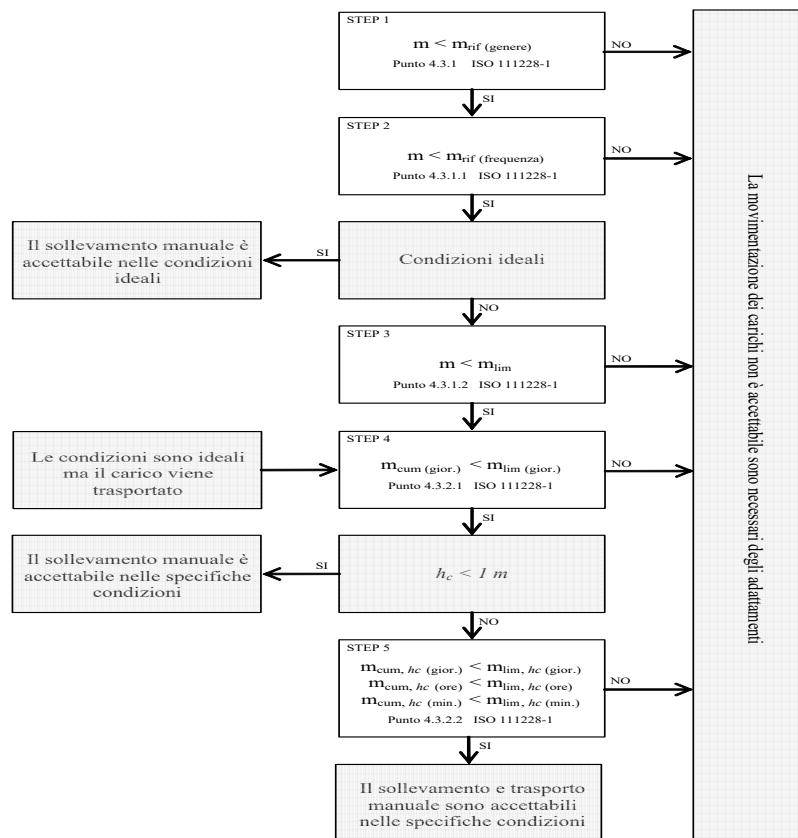 STEP 1
m < mrif (genere)
Punto 4.3.1 ISO 111228-1
NO
SI
STEP 2
m < mrif (frequenza)
Punto 4.3.1.1 ISO 111228-1
NO
SI
Il sollevamento manuale è
accettabile nelle condizioni
ideali
SI
Condizioni ideali
NO
STEP 3
m < mlim
Punto 4.3.1.2 ISO 111228-1
NO
SI
Le condizioni sono ideali
ma il carico viene
trasportato
STEP 4
mcum (gior.) < mlim (gior.)
Punto 4.3.2.1 ISO 111228-1
NO
SI
Il sollevamento manuale è
accettabile nelle specifiche
condizioni
SI
hc < 1 m
NO
STEP 5
mcum, hc (gior.) < mlim, hc (gior.)
mcum, hc (ore) < mlim, hc (ore)
mcum, hc (min.) < mlim, hc (min.)
Punto 4.3.2.2 ISO 111228-1
NO
SI
Il sollevamento e trasporto
manuale sono accettabili
nelle specifiche condizioni
La movimentazione dei carichi non è accettabile sono necessari degli adattamenti